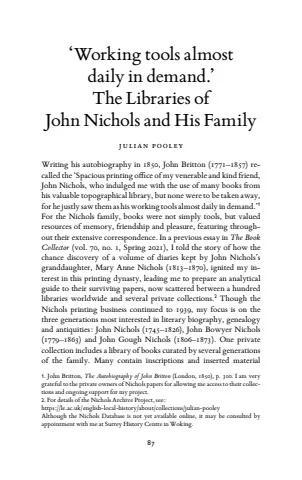 ‘Working tools almost
daily in demand.’
The Libraries of
John Nichols and His Family
JULIAN POOLEY
Writing his autobiography in 1850, John Britton (1771–1857) re-
called the ‘Spacious printing office of my venerable and kind friend,
John Nichols, who indulged me with the use of many books from
his valuable topographical library, but none were to be taken away,
for he justly saw them as his working tools almost daily in demand.’¹
For the Nichols family, books were not simply tools, but valued
resources of memory, friendship and pleasure, featuring through-
out their extensive correspondence. In a previous essay in The Book
Collector (vol. 70, no. 1, Spring 2021), I told the story of how the
chance discovery of a volume of diaries kept by John Nichols’s
granddaughter, Mary Anne Nichols (1813–1870), ignited my in-
terest in this printing dynasty, leading me to prepare an analytical
guide to their surviving papers, now scattered between a hundred
libraries worldwide and several private collections.² Though the
Nichols printing business continued to 1939, my focus is on the
three generations most interested in literary biography, genealogy
and antiquities: John Nichols (1745–1826), John Bowyer Nichols
(1779–1863) and John Gough Nichols (1806–1873). One private
collection includes a library of books curated by several generations
of the family. Many contain inscriptions and inserted material
1. John Britton, The Autobiography of John Britton (London, 1850), p. 300. I am very
grateful to the private owners of Nichols papers for allowing me access to their collec-
tions and ongoing support for my project.
2. For details of the Nichols Archive Project, see:
https://le.ac.uk/english-local-history/about/collections/julian-pooley
Although the Nichols Database is not yet available online, it may be consulted by
appointment with me at Surrey History Centre in Woking.
87